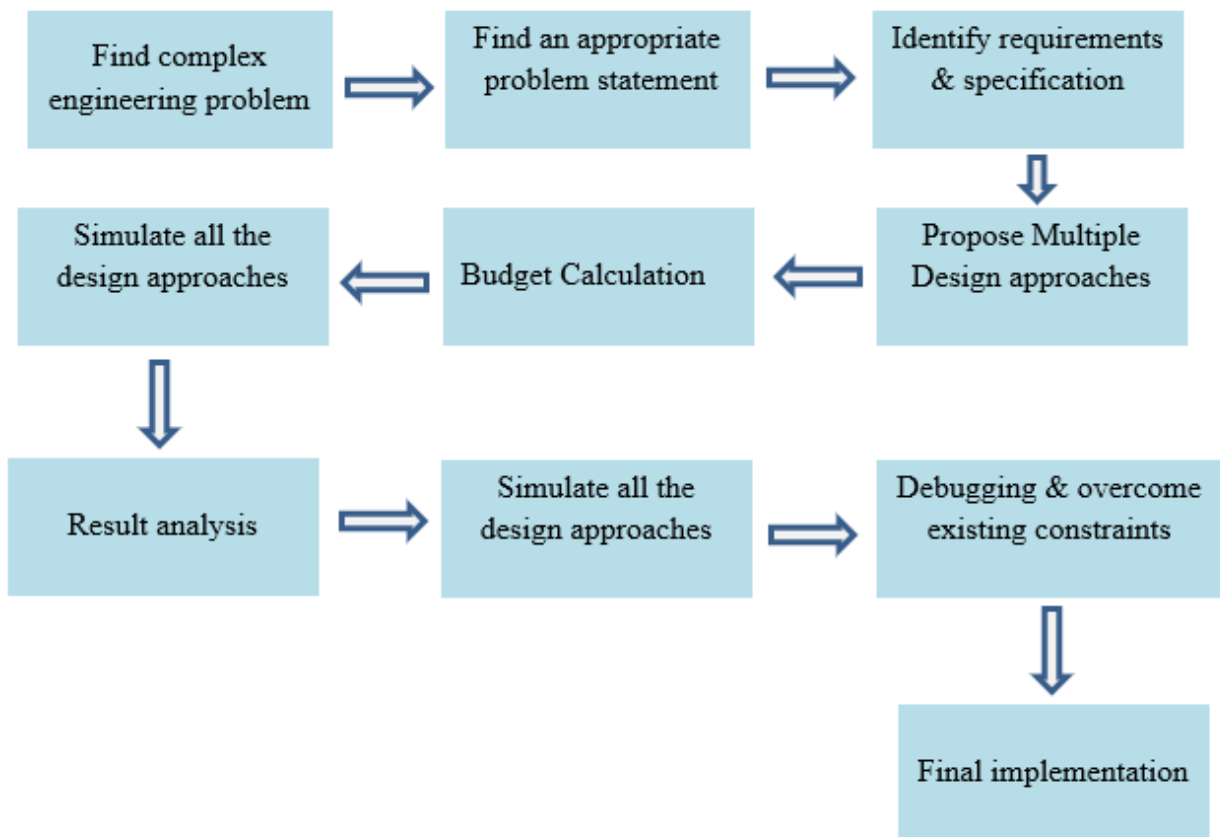 Find complex
engineering problem
Find an appropriate
problem statement
Identify requirements
& specification
Propose Multiple
Design approaches
Budget Calculation
Simulate all the
design approaches
Result analysis
Simulate all the
design approaches
Debugging & overcome
existing constraints
Final implementation